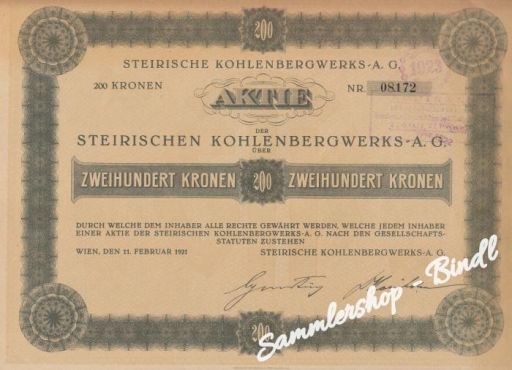 200
STEIRISCHE KOHLENBERGWERKS-A. G.
200 KRONEN
NR. 08172
AKTIE
DER
STEIRISCHEN KOHLENBERGWERKS-A. G.
ÜBER
ZWEIHUNDERT KRONEN 200 ZWEIHUNDERT KRONEN
DURCH WELCHE DEM INHABER ALLE RECHTE GEWÄHRT WERDEN, WELCHE JEDEM INHABER
EINER AKTIE DER STEIRISCHEN KOHLENBERGWERKS-A. G. NACH DEN GESELLSCHAFTS-
STATUTEN ZUSTEHEN
WIEN, DEN 11. FEBRUAR 1921 STEIRISCHE KOHLENBERGWERKS-A. G.
Sammlershop - Bindl
200